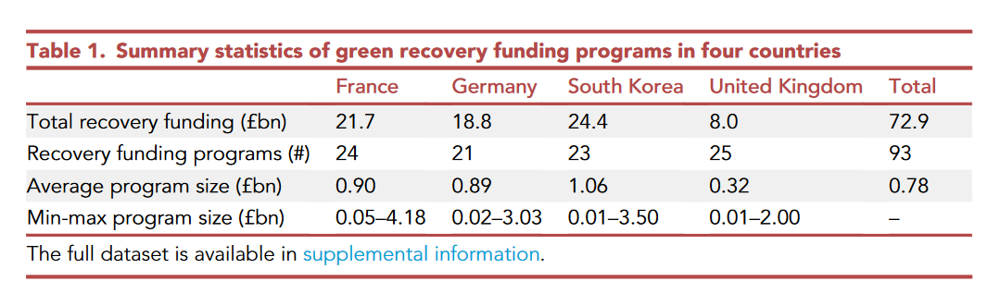 Table 1. Summary statistics of green recovery funding programs in four countries
France Germany South Korea United Kingdom Total
Total recovery funding (£bn) 21.7 18.8 24.4 8.0 72.9
Recovery funding programs (#) 24 21 23 25 93
Average program size (£bn) 0.90 0.89 1.06 0.32 0.78
Min-max program size (£bn) 0.05–4.18 0.02–3.03 0.01–3.50 0.01–2.00 –
The full dataset is available in supplemental information.